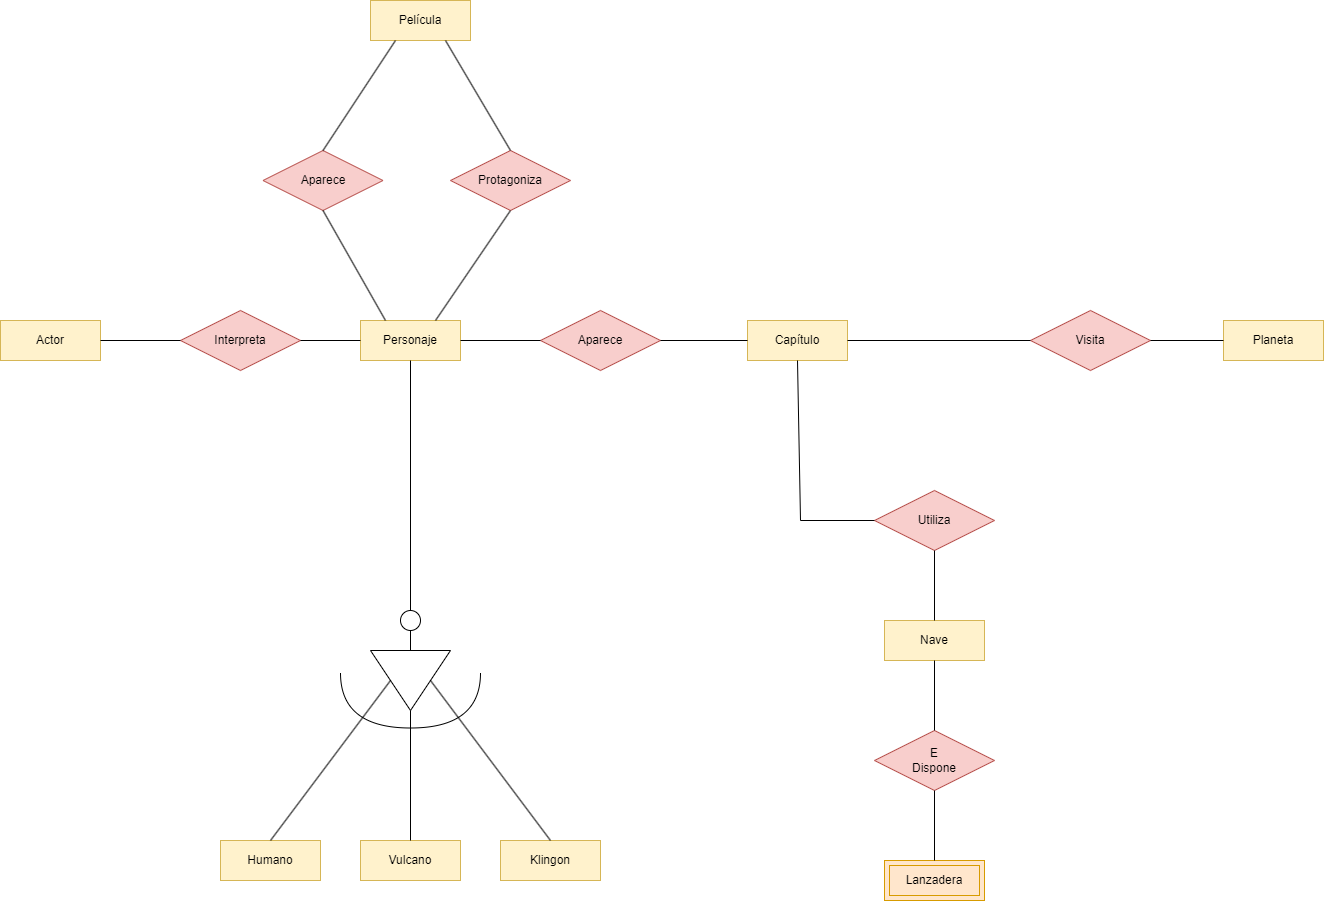 Película
Aparece
Protagoniza
Actor
Interpreta
Personaje
Aparece
Capítulo
Visita
Planeta
Utiliza
Nave
E
Dispone
Humano
Vulcano
Klingon
Lanzadera